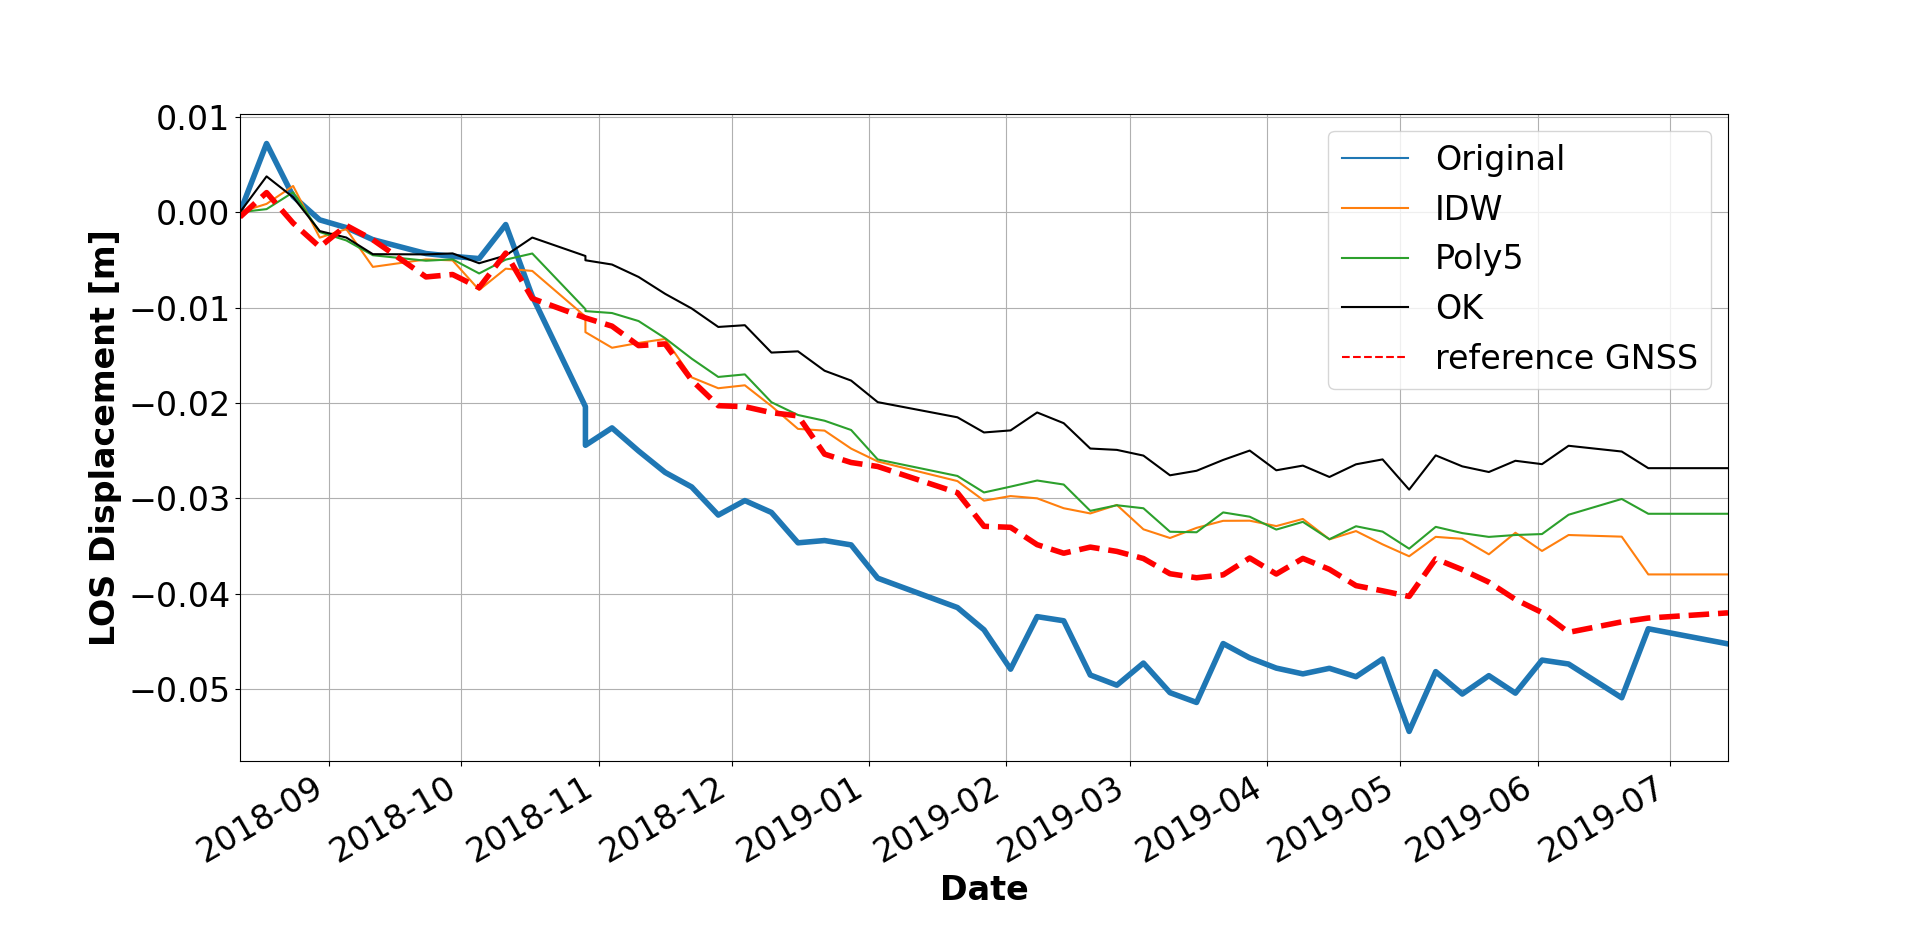 0.01
0.00
−0.01
−0.02
−0.03
−0.04
−0.05
LOS Displacement [m]
Original
IDW
Poly5
OK
reference GNSS
2018-09
2018-10
2018-11
2018-12
2019-01
2019-02
2019-03
2019-04
2019-05
2019-06
2019-07
Date